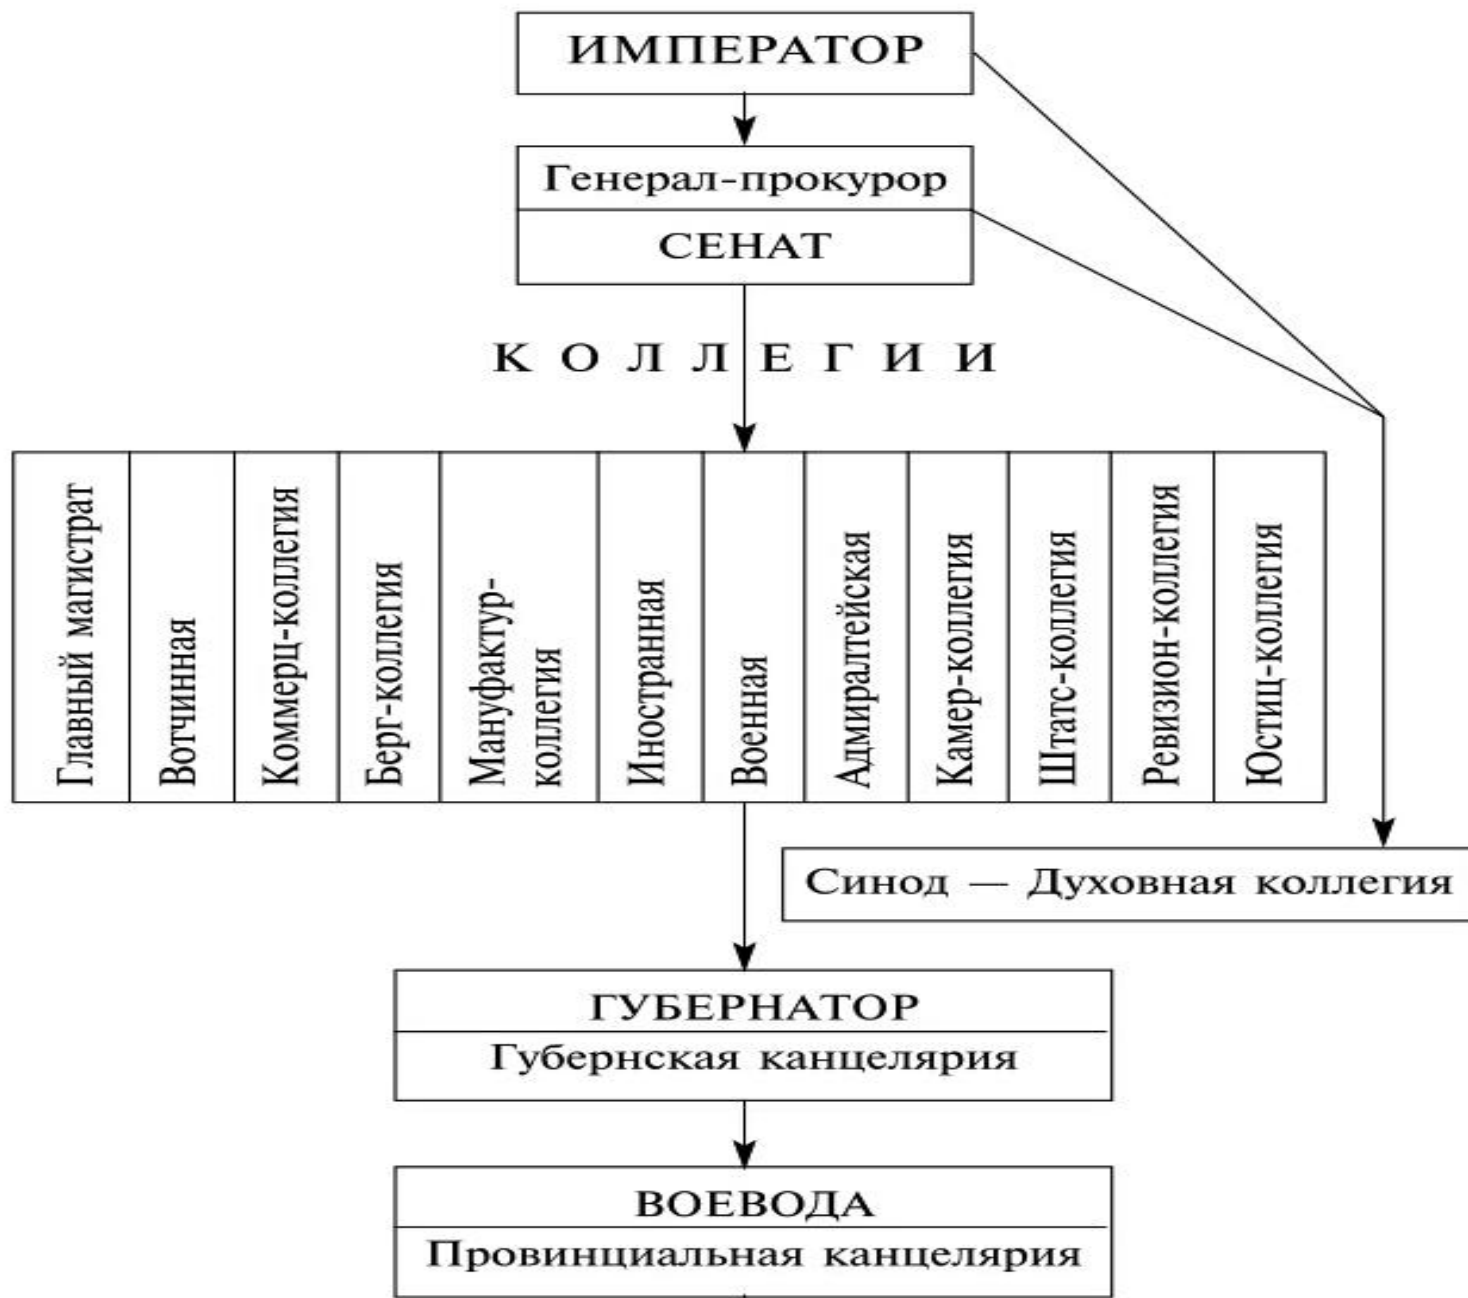 ИМПЕРАТОР
Генерал-прокурор
СЕНАТ
КОЛЛЕГИИ
Главный магистрат
Вотчинная
Коммерц-коллегия
Берг-коллегия
Мануфактур-
коллегия
Иностранная
Военная
Адмиралтейская
Камер-коллегия
Штатс-коллегия
Ревизион-коллегия
Юстиц-коллегия
Синод — Духовная коллегия
ГУБЕРНАТОР
Губернская канцелярия
ВОЕВОДА
Провинциальная канцелярия